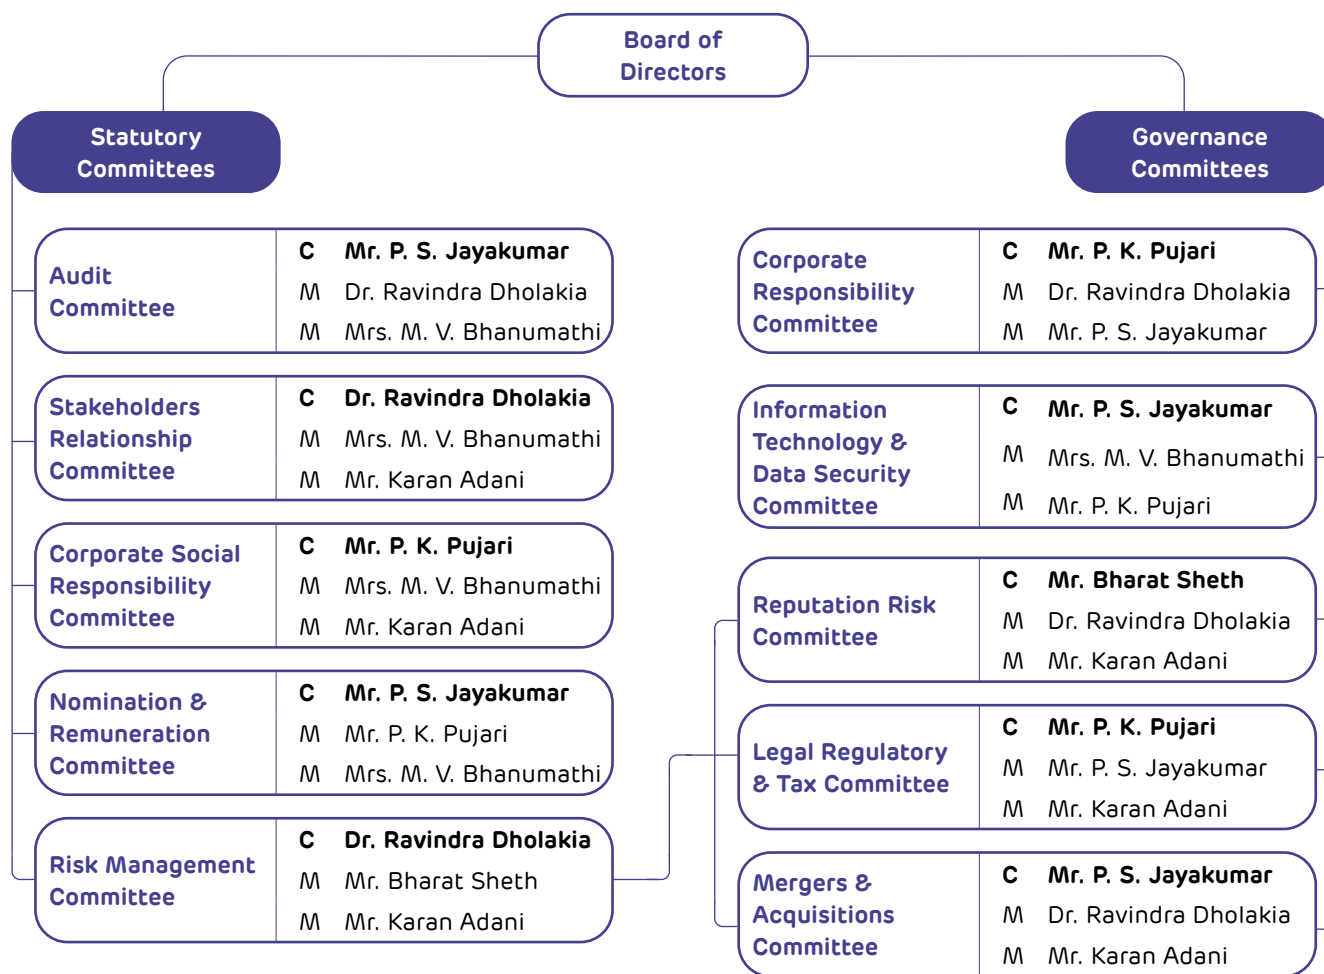 Board of
Directors
Statutory
Committees
Governance
Committees
Audit
Committee
C Mr. P. S. Jayakumar
M Dr. Ravindra Dholakia
M Mrs. M. V. Bhanumathi
Stakeholders
Relationship
Committee
C Dr. Ravindra Dholakia
M Mrs. M. V. Bhanumathi
M Mr. Karan Adani
Corporate Social
Responsibility
Committee
C Mr. P. K. Pujari
M Mrs. M. V. Bhanumathi
M Mr. Karan Adani
Nomination &
Remuneration
Committee
C Mr. P. S. Jayakumar
M Mr. P. K. Pujari
M Mrs. M. V. Bhanumathi
Risk Management
Committee
C Dr. Ravindra Dholakia
M Mr. Bharat Sheth
M Mr. Karan Adani
Corporate
Responsibility
Committee
C Mr. P. K. Pujari
M Dr. Ravindra Dholakia
M Mr. P. S. Jayakumar
Information
Technology &
Data Security
Committee
C Mr. P. S. Jayakumar
M Mrs. M. V. Bhanumathi
M Mr. P. K. Pujari
Reputation Risk
Committee
C Mr. Bharat Sheth
M Dr. Ravindra Dholakia
M Mr. Karan Adani
Legal Regulatory
& Tax Committee
C Mr. P. K. Pujari
M Mr. P. S. Jayakumar
M Mr. Karan Adani
Mergers &
Acquisitions
Committee
C Mr. P. S. Jayakumar
M Dr. Ravindra Dholakia
M Mr. Karan Adani